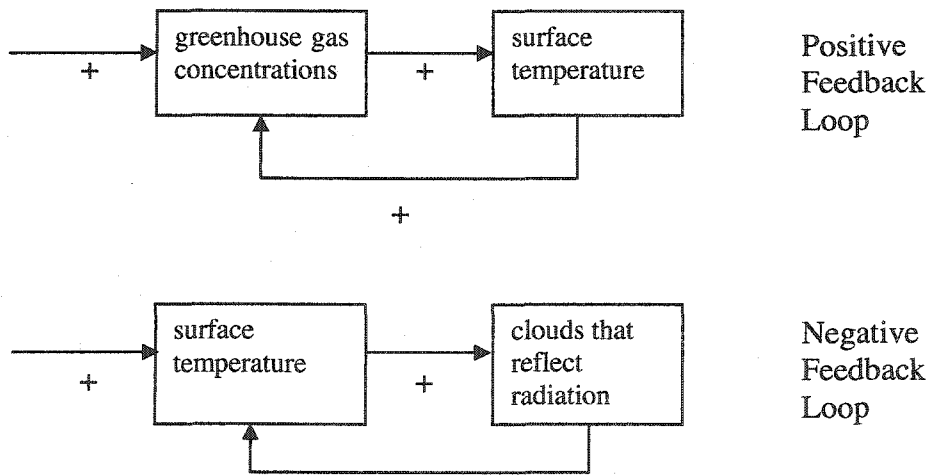 greenhouse gas
concentrations
surface
temperature
Positive
Feedback
Loop
+
+
+
surface
temperature
clouds that
reflect
radiation
Negative
Feedback
Loop
+
+